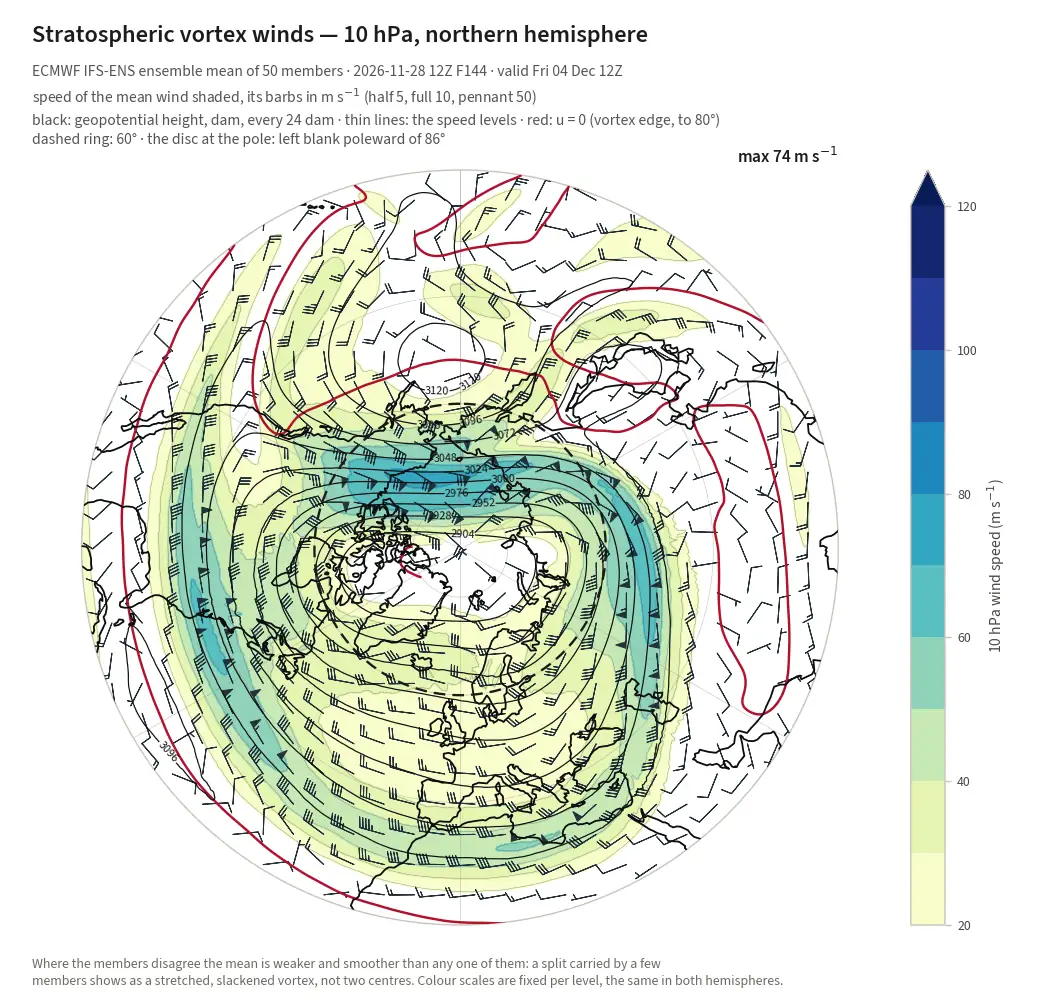 Stratospheric vortex winds — 10 hPa, northern hemisphere
ECMWF IFS-ENS ensemble mean of 50 members · 2026-11-28 12Z F144 · valid Fri 04 Dec 12Z
speed of the mean wind shaded, its barbs in m s⁻¹ (half 5, full 10, pennant 50)
black: geopotential height, dam, every 24 dam · thin lines: the speed levels · red: u = 0 (vortex edge, to 80°)
dashed ring: 60° · the disc at the pole: left blank poleward of 86°
max 74 m s⁻¹
120
100
80
60
40
20
10 hPa wind speed (m s⁻¹)
3120
3120
3096
3072
3048
3024
3000
2976
2952
2928
2904
3096
Where the members disagree the mean is weaker and smoother than any one of them: a split carried by a few
members shows as a stretched, slackened vortex, not two centres. Colour scales are fixed per level, the same in both hemispheres.